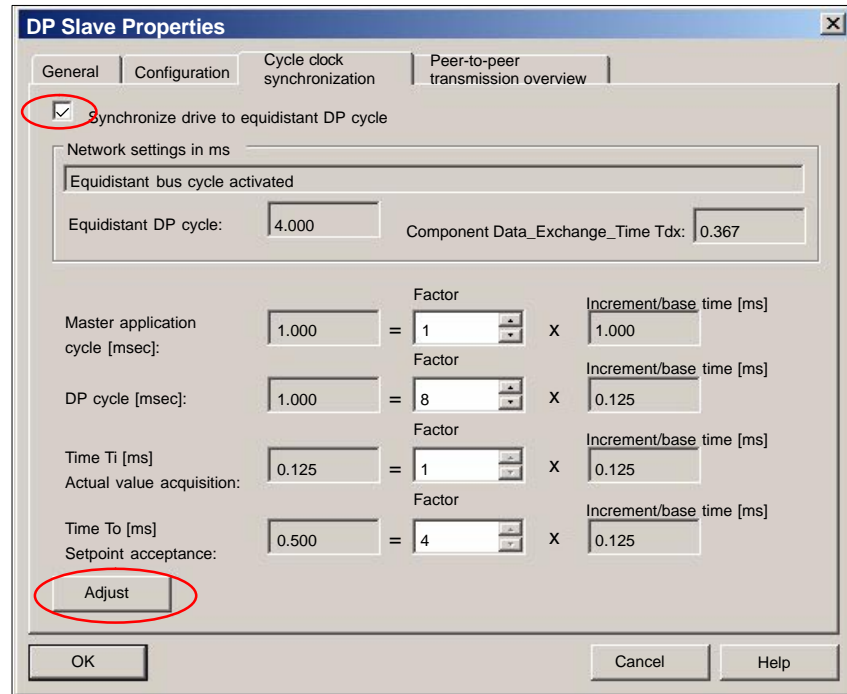 DP Slave Properties
General
Configuration
Cycle clock
synchronization
Peer-to-peer
transmission overview
Synchronize drive to equidistant DP cycle
Network settings in ms
Equidistant bus cycle activated
Equidistant DP cycle: 4.000 Component Data_Exchange_Time Tdx: 0.367
Factor
Increment/base time [ms]
Master application
cycle [msec]:
1.000 = 1 x 1.000
Factor
Increment/base time [ms]
DP cycle [msec]: 1.000 = 8 x 0.125
Factor
Increment/base time [ms]
Time Ti [ms]
Actual value acquisition:
0.125 = 1 x 0.125
Factor
Increment/base time [ms]
Time To [ms]
Setpoint acceptance:
0.500 = 4 x 0.125
Adjust
OK Cancel Help